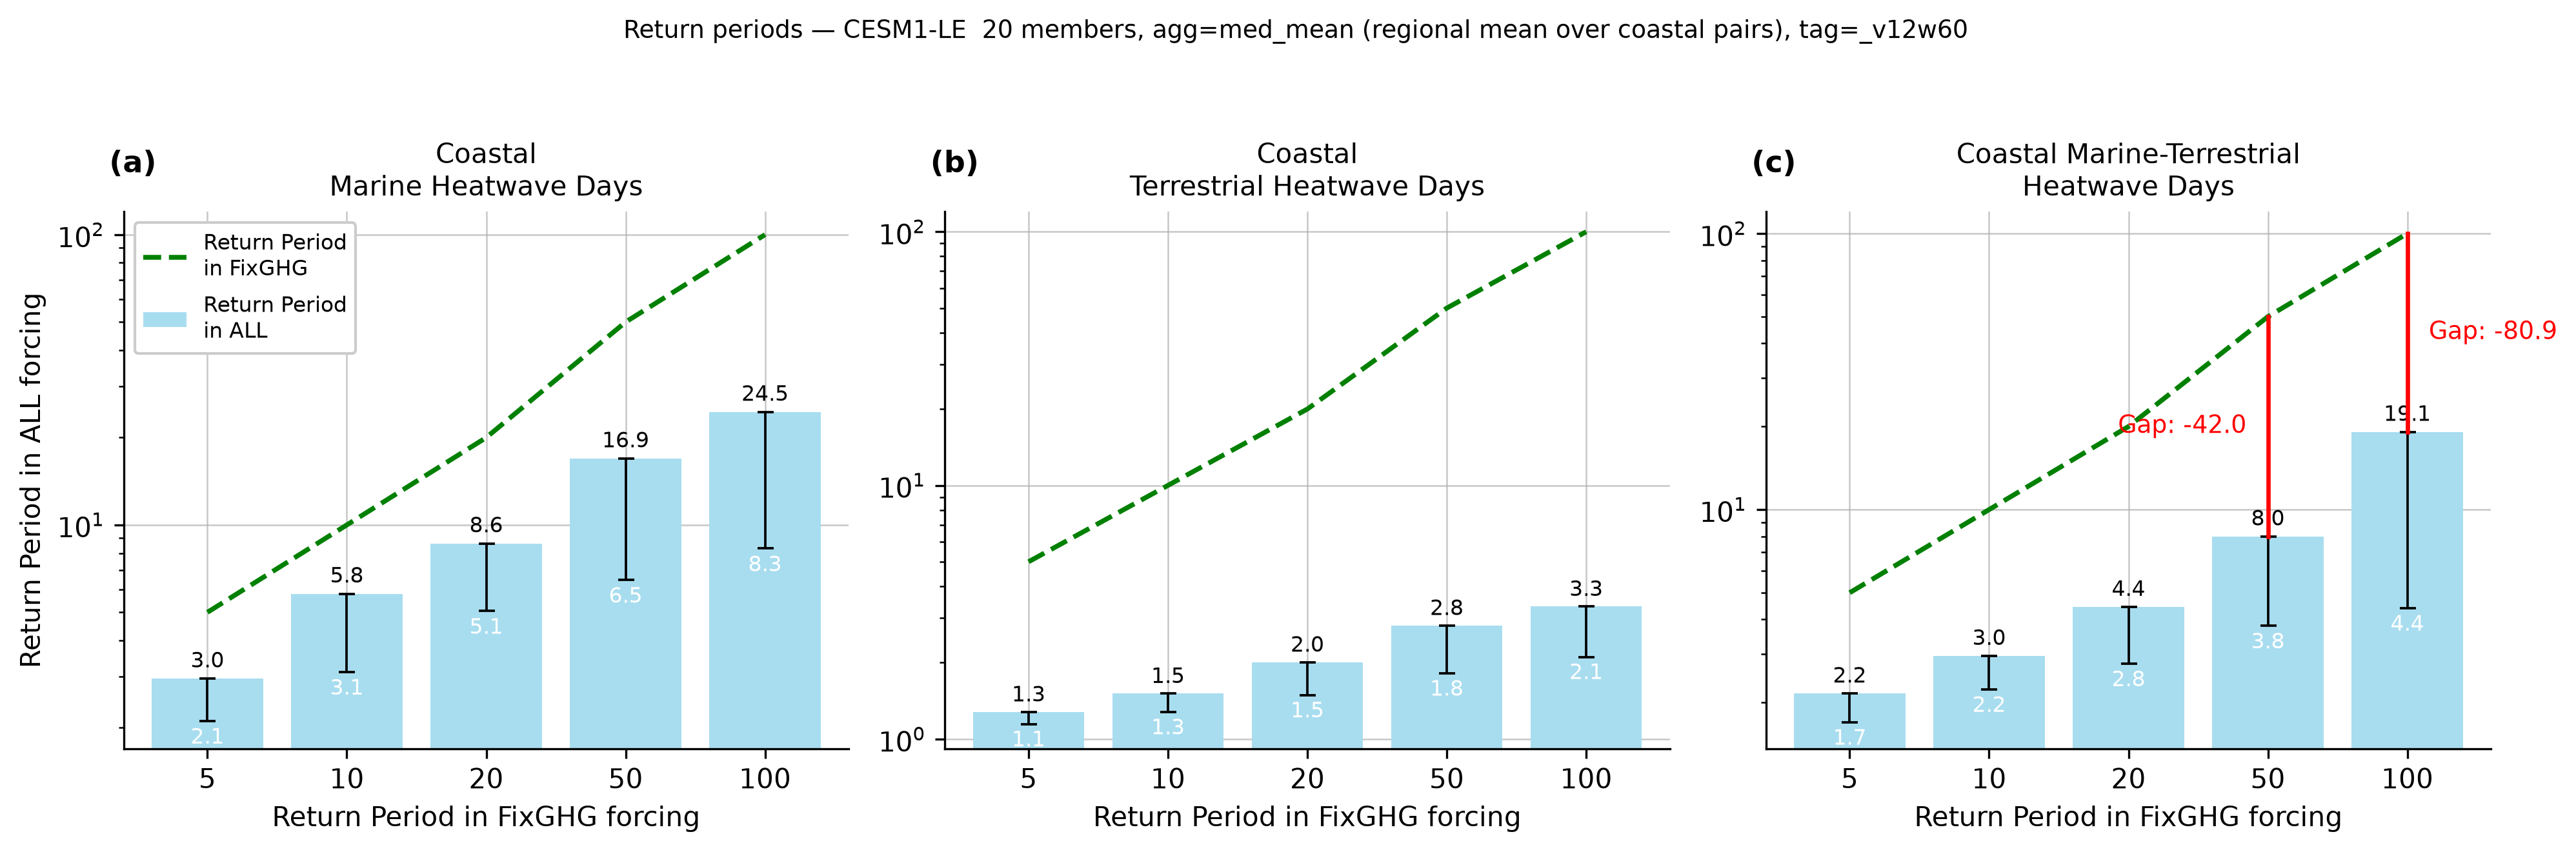 Return periods — CESM1-LE  20 members, agg=med_mean (regional mean over coastal pairs), tag=_v12w60
(a)
Coastal
Marine Heatwave Days
Return Period in ALL forcing
10²
10¹
Return Period
in FixGHG
Return Period
in ALL
3.0
5.8
8.6
16.9
24.5
2.1
3.1
5.1
6.5
8.3
5 10 20 50 100
Return Period in FixGHG forcing
(b)
Coastal
Terrestrial Heatwave Days
10²
10¹
10⁰
1.3
1.5
2.0
2.8
3.3
1.1
1.3
1.5
1.8
2.1
5 10 20 50 100
Return Period in FixGHG forcing
(c)
Coastal Marine-Terrestrial
Heatwave Days
10²
10¹
Gap: -80.9
Gap: -42.0
2.2
3.0
4.4
8.0
19.1
1.7
2.2
2.8
3.8
4.4
5 10 20 50 100
Return Period in FixGHG forcing